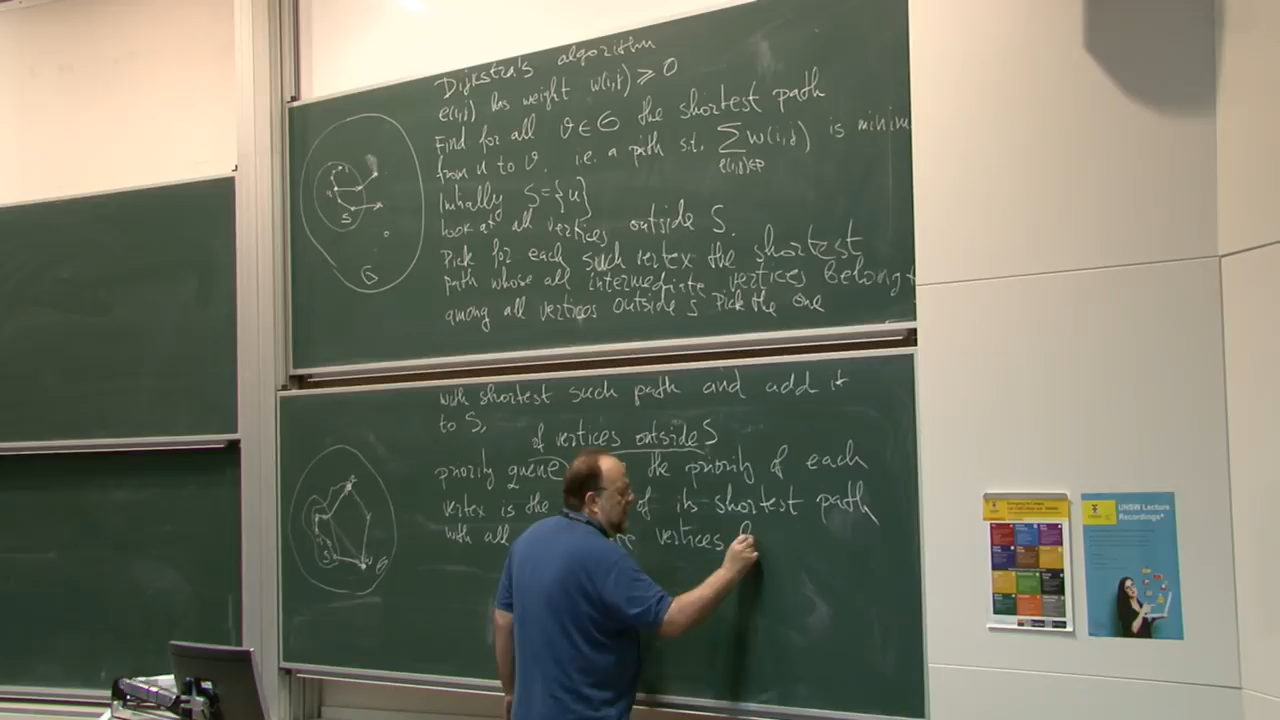 Dijkstra's algorithm
e(i,j) has weight w(i,j) ≥ 0
Find for all v ∈ G the shortest path
from u to v. i.e. a path s.t. ∑ w(i,j) is minim
e(i,j)∈P
Initially S={u}
look at all vertices outside S.
Pick for each such vertex the shortest
path whose all intermediate vertices belong
among all vertices outside S pick the one
S
G
with shortest such path and add it
to S,
of vertices outside S
priority queue the priority of each
vertex is the of its shortest path
with all vertices
S
G
UNSW Lecture
Recordings*